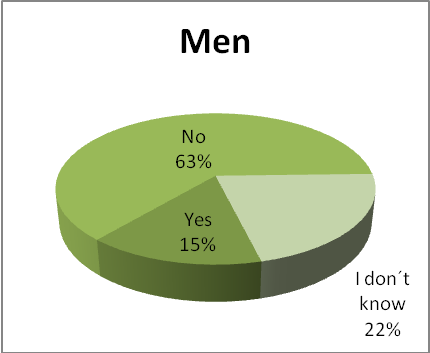 Men
No
63%
Yes
15%
I don´t
know
22%